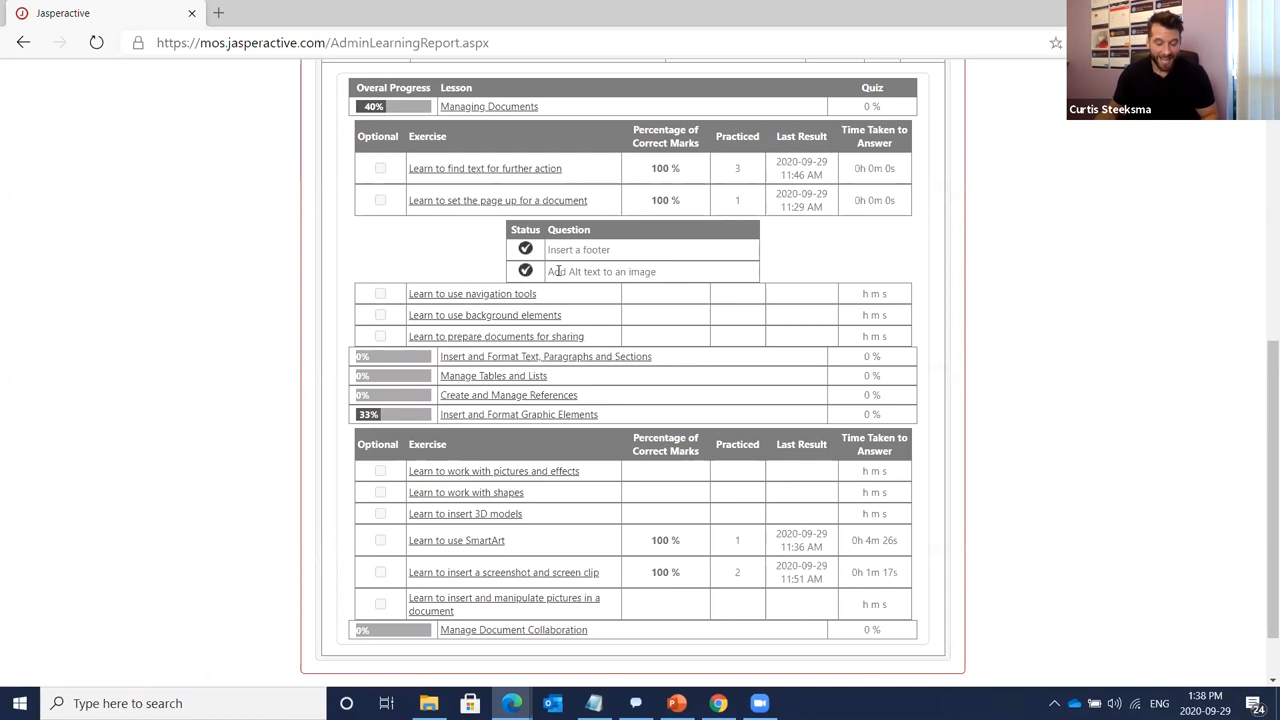 Jasperactive
https://mos.jasperactive.com/AdminLearningReport.aspx
Curtis Steeksma
Overal Progress Lesson Quiz
40% Managing Documents 0 %
Optional Exercise Percentage of Correct Marks Practiced Last Result Time Taken to Answer
Learn to find text for further action 100 % 3 2020-09-29 11:46 AM 0h 0m 0s
Learn to set the page up for a document 100 % 1 2020-09-29 11:29 AM 0h 0m 0s
Status Question
Insert a footer
Add Alt text to an image
Learn to use navigation tools h m s
Learn to use background elements h m s
Learn to prepare documents for sharing h m s
0% Insert and Format Text, Paragraphs and Sections 0 %
0% Manage Tables and Lists 0 %
0% Create and Manage References 0 %
33% Insert and Format Graphic Elements 0 %
Optional Exercise Percentage of Correct Marks Practiced Last Result Time Taken to Answer
Learn to work with pictures and effects h m s
Learn to work with shapes h m s
Learn to insert 3D models h m s
Learn to use SmartArt 100 % 1 2020-09-29 11:36 AM 0h 4m 26s
Learn to insert a screenshot and screen clip 100 % 2 2020-09-29 11:51 AM 0h 1m 17s
Learn to insert and manipulate pictures in a document h m s
0% Manage Document Collaboration 0 %
Type here to search
ENG
1:38 PM
2020-09-29
24